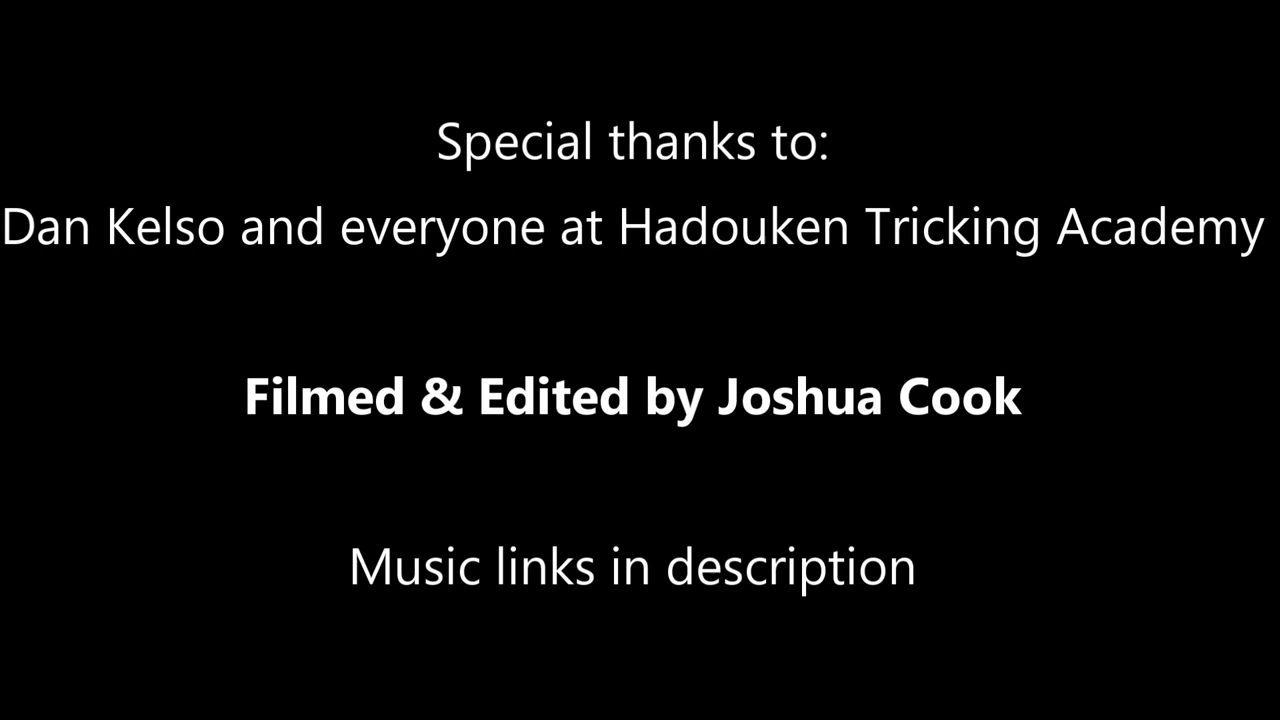 Special thanks to:
Dan Kelso and everyone at Hadouken Tricking Academy
Filmed & Edited by Joshua Cook
Music links in description